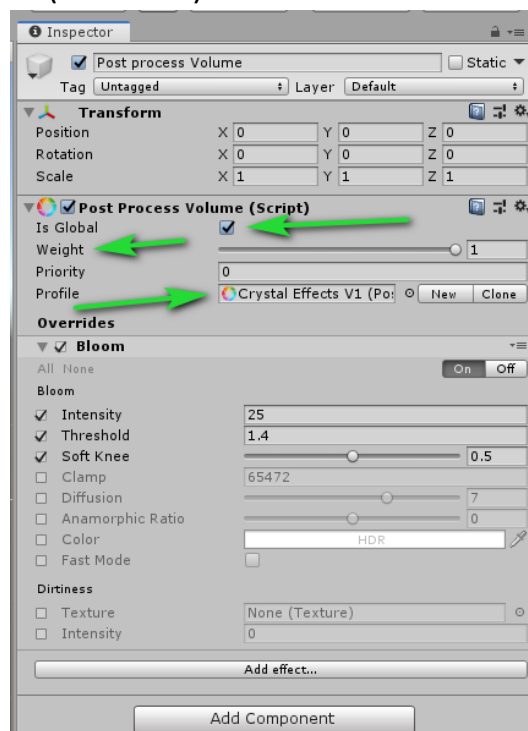 Inspector
Post process Volume Static
Tag Untagged Layer Default
Transform
Position X 0 Y 0 Z 0
Rotation X 0 Y 0 Z 0
Scale X 1 Y 1 Z 1
Post Process Volume (Script)
Is Global
Weight 1
Priority 0
Profile Crystal Effects V1 (Po New Clone
Overrides
Bloom
All None On Off
Bloom
Intensity 25
Threshold 1.4
Soft Knee 0.5
Clamp 65472
Diffusion 7
Anamorphic Ratio 0
Color HDR
Fast Mode
Dirtiness
Texture None (Texture)
Intensity 0
Add effect...
Add Component